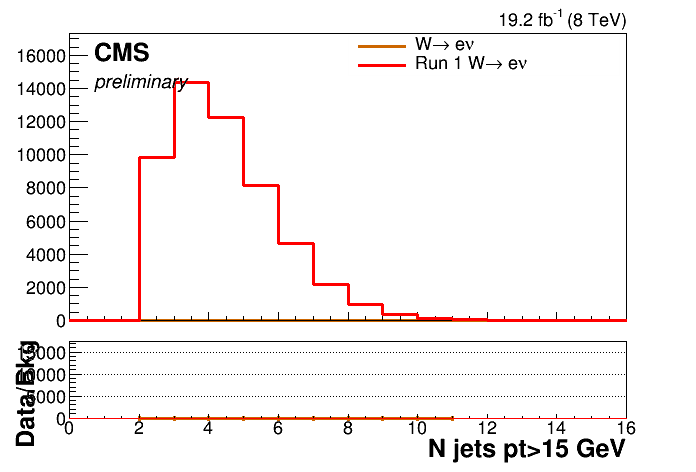 19.2 fb-1 (8 TeV)
CMS
preliminary
W→ eν
Run 1 W→ eν
16000
14000
12000
10000
8000
6000
4000
2000
0
Data/Bkg
0
0 2 4 6 8 10 12 14 16
N jets pt>15 GeV